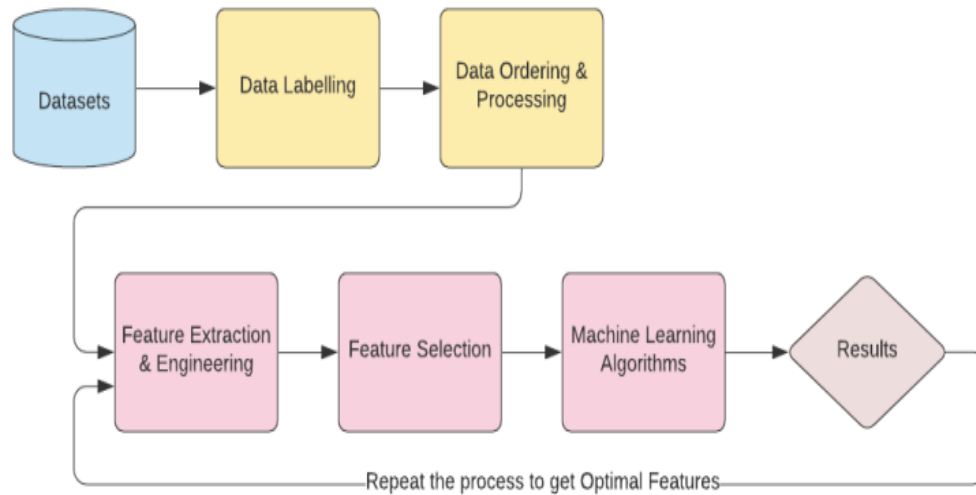 Datasets
Data Labelling
Data Ordering &
Processing
Feature Extraction
& Engineering
Feature Selection
Machine Learning
Algorithms
Results
Repeat the process to get Optimal Features